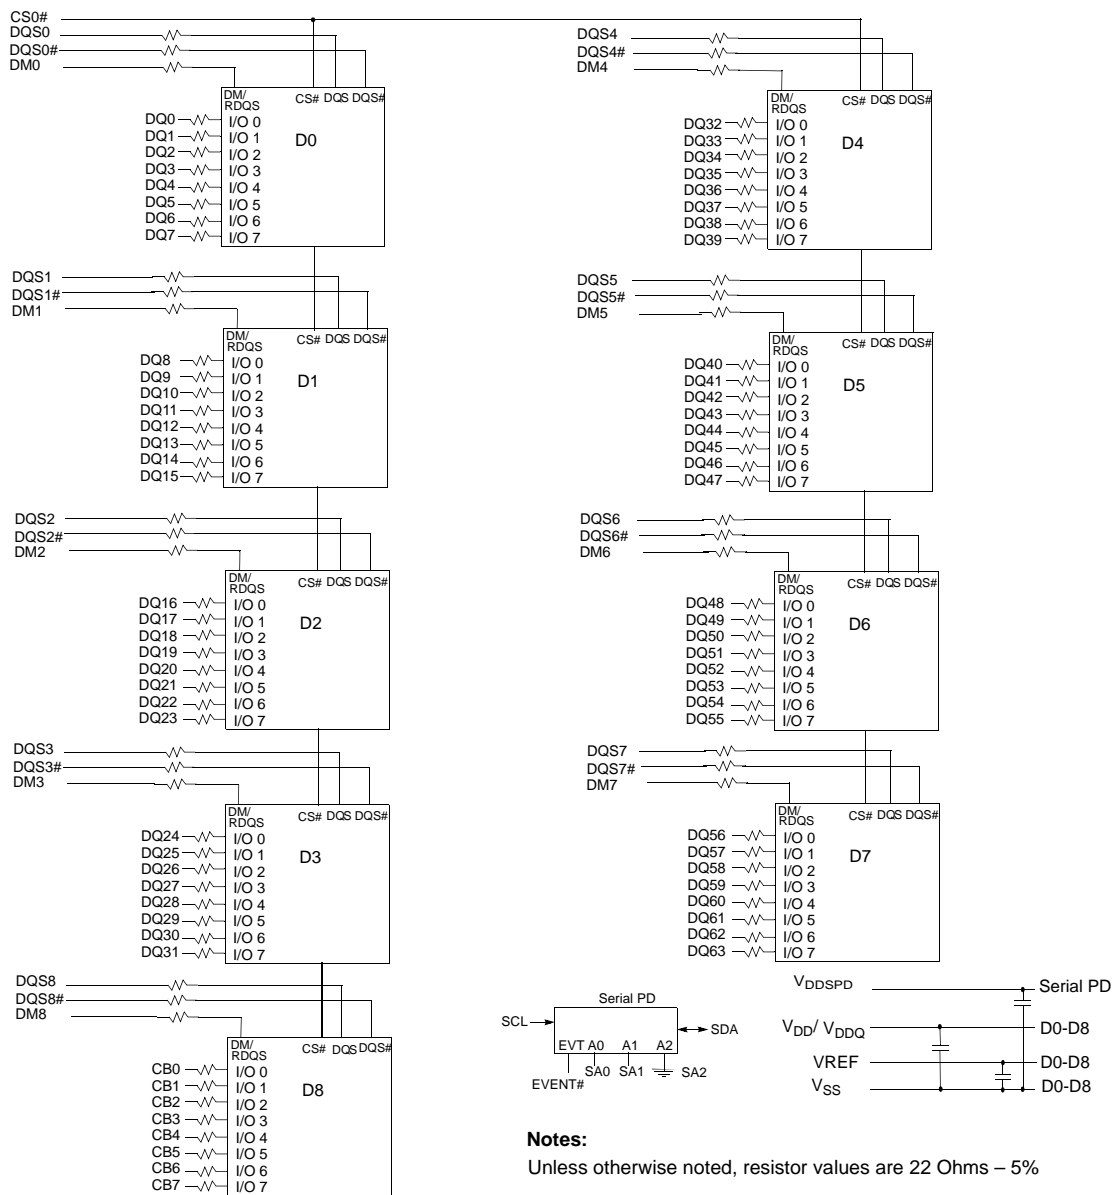 CS0#
DQS0
DQS0#
DM0
DM/
RDQS
CS# DQS DQS#
DQ0 I/O 0
DQ1 I/O 1
DQ2 I/O 2
DQ3 I/O 3
DQ4 I/O 4
DQ5 I/O 5
DQ6 I/O 6
DQ7 I/O 7
D0
DQS1
DQS1#
DM1
DM/
RDQS
CS# DQS DQS#
DQ8 I/O 0
DQ9 I/O 1
DQ10 I/O 2
DQ11 I/O 3
DQ12 I/O 4
DQ13 I/O 5
DQ14 I/O 6
DQ15 I/O 7
D1
DQS2
DQS2#
DM2
DM/
RDQS
CS# DQS DQS#
DQ16 I/O 0
DQ17 I/O 1
DQ18 I/O 2
DQ19 I/O 3
DQ20 I/O 4
DQ21 I/O 5
DQ22 I/O 6
DQ23 I/O 7
D2
DQS3
DQS3#
DM3
DM/
RDQS
CS# DQS DQS#
DQ24 I/O 0
DQ25 I/O 1
DQ26 I/O 2
DQ27 I/O 3
DQ28 I/O 4
DQ29 I/O 5
DQ30 I/O 6
DQ31 I/O 7
D3
DQS8
DQS8#
DM8
DM/
RDQS
CS# DQS DQS#
CB0 I/O 0
CB1 I/O 1
CB2 I/O 2
CB3 I/O 3
CB4 I/O 4
CB5 I/O 5
CB6 I/O 6
CB7 I/O 7
D8
DQS4
DQS4#
DM4
DM/
RDQS
CS# DQS DQS#
DQ32 I/O 0
DQ33 I/O 1
DQ34 I/O 2
DQ35 I/O 3
DQ36 I/O 4
DQ37 I/O 5
DQ38 I/O 6
DQ39 I/O 7
D4
DQS5
DQS5#
DM5
DM/
RDQS
CS# DQS DQS#
DQ40 I/O 0
DQ41 I/O 1
DQ42 I/O 2
DQ43 I/O 3
DQ44 I/O 4
DQ45 I/O 5
DQ46 I/O 6
DQ47 I/O 7
D5
DQS6
DQS6#
DM6
DM/
RDQS
CS# DQS DQS#
DQ48 I/O 0
DQ49 I/O 1
DQ50 I/O 2
DQ51 I/O 3
DQ52 I/O 4
DQ53 I/O 5
DQ54 I/O 6
DQ55 I/O 7
D6
DQS7
DQS7#
DM7
DM/
RDQS
CS# DQS DQS#
DQ56 I/O 0
DQ57 I/O 1
DQ58 I/O 2
DQ59 I/O 3
DQ60 I/O 4
DQ61 I/O 5
DQ62 I/O 6
DQ63 I/O 7
D7
Serial PD
SCL SDA
EVT A0 A1 A2
EVENT# SA0 SA1 SA2
VDDSPD Serial PD
VDD/ VDDQ D0-D8
VREF D0-D8
VSS D0-D8
Notes:
Unless otherwise noted, resistor values are 22 Ohms – 5%